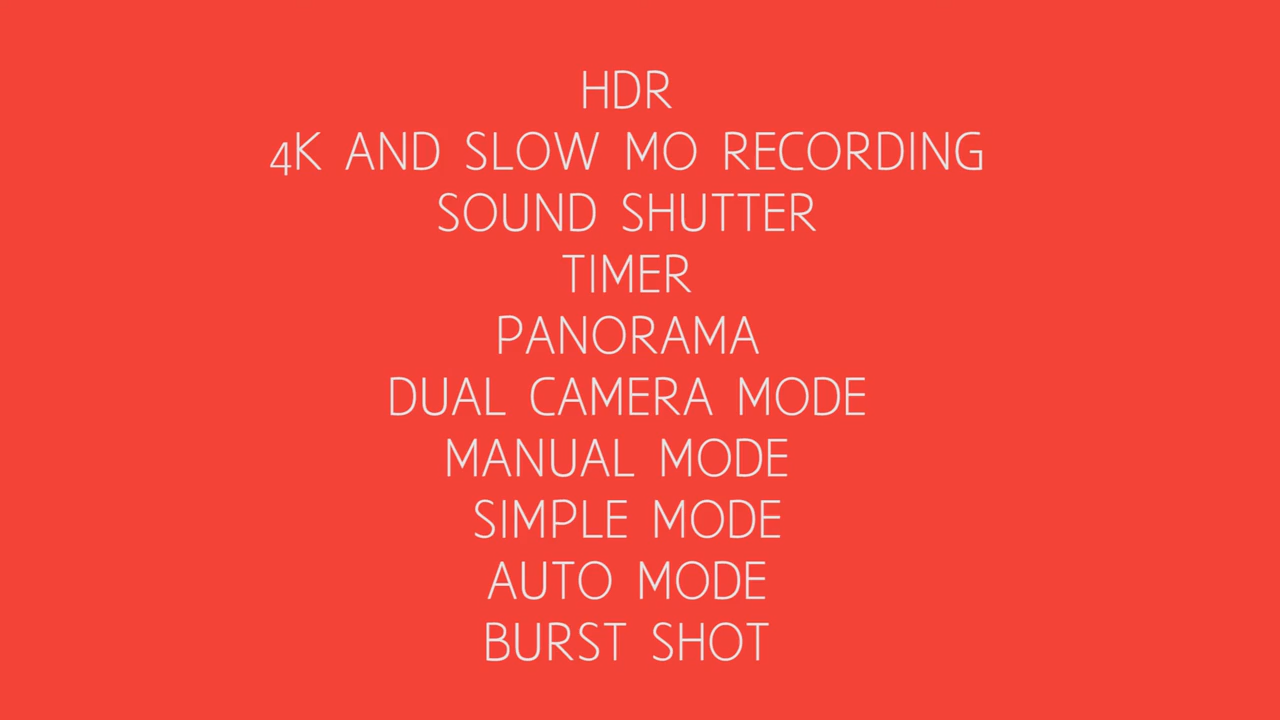 HDR
4K AND SLOW MO RECORDING
SOUND SHUTTER
TIMER
PANORAMA
DUAL CAMERA MODE
MANUAL MODE
SIMPLE MODE
AUTO MODE
BURST SHOT